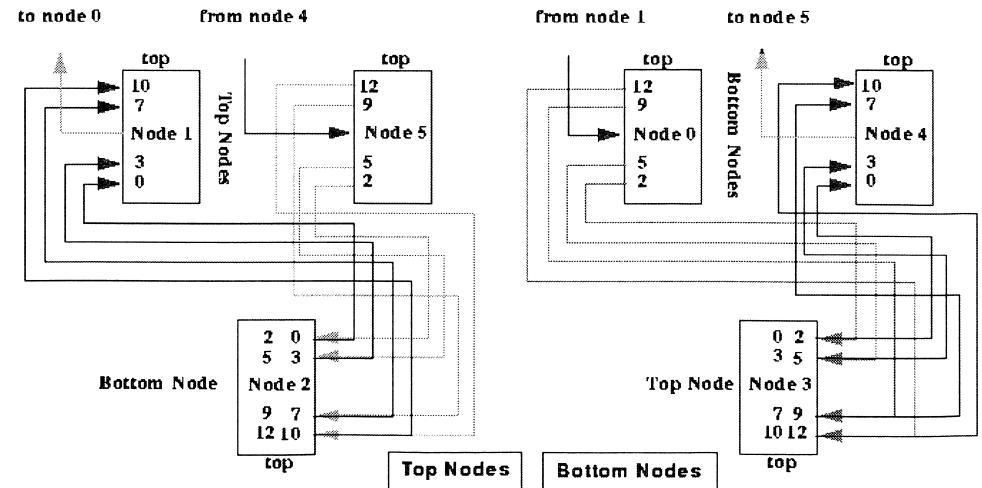 to node 0
from node 4
from node 1
to node 5
top
10
7
Node 1
3
0
Top Nodes
top
12
9
Node 5
5
2
top
12
9
Node 0
5
2
Bottom Nodes
top
10
7
Node 4
3
0
2 0
5 3
Bottom Node
Node 2
9 7
12 10
top
0 2
3 5
Top Node
Node 3
7 9
10 12
top
Top Nodes
Bottom Nodes